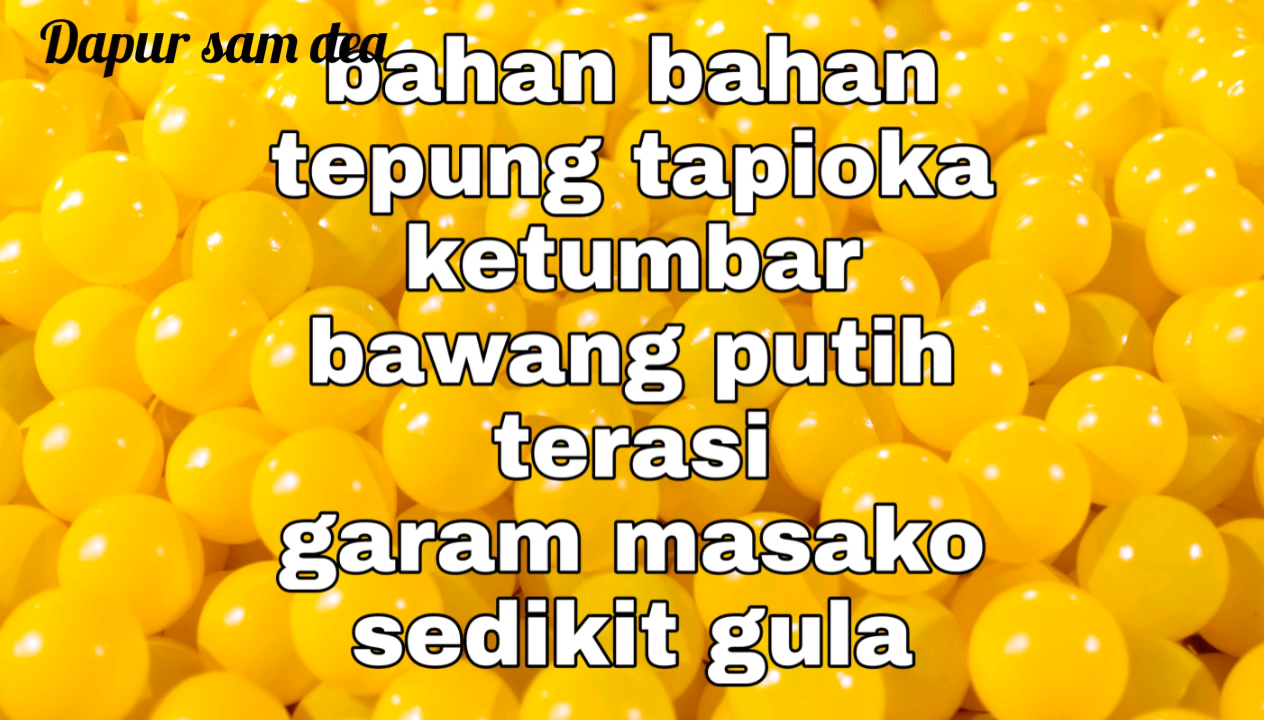 Dapur sam dea
bahan bahan
tepung tapioka
ketumbar
bawang putih
terasi
garam masako
sedikit gula